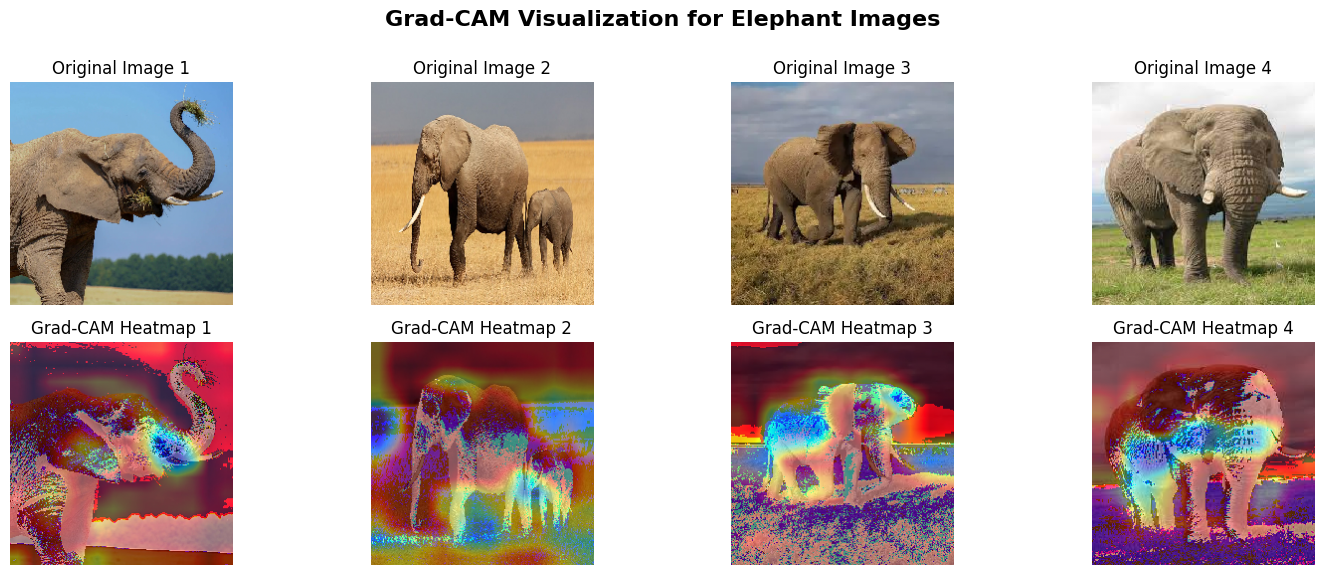 Grad-CAM Visualization for Elephant Images
Original Image 1
Original Image 2
Original Image 3
Original Image 4
Grad-CAM Heatmap 1
Grad-CAM Heatmap 2
Grad-CAM Heatmap 3
Grad-CAM Heatmap 4